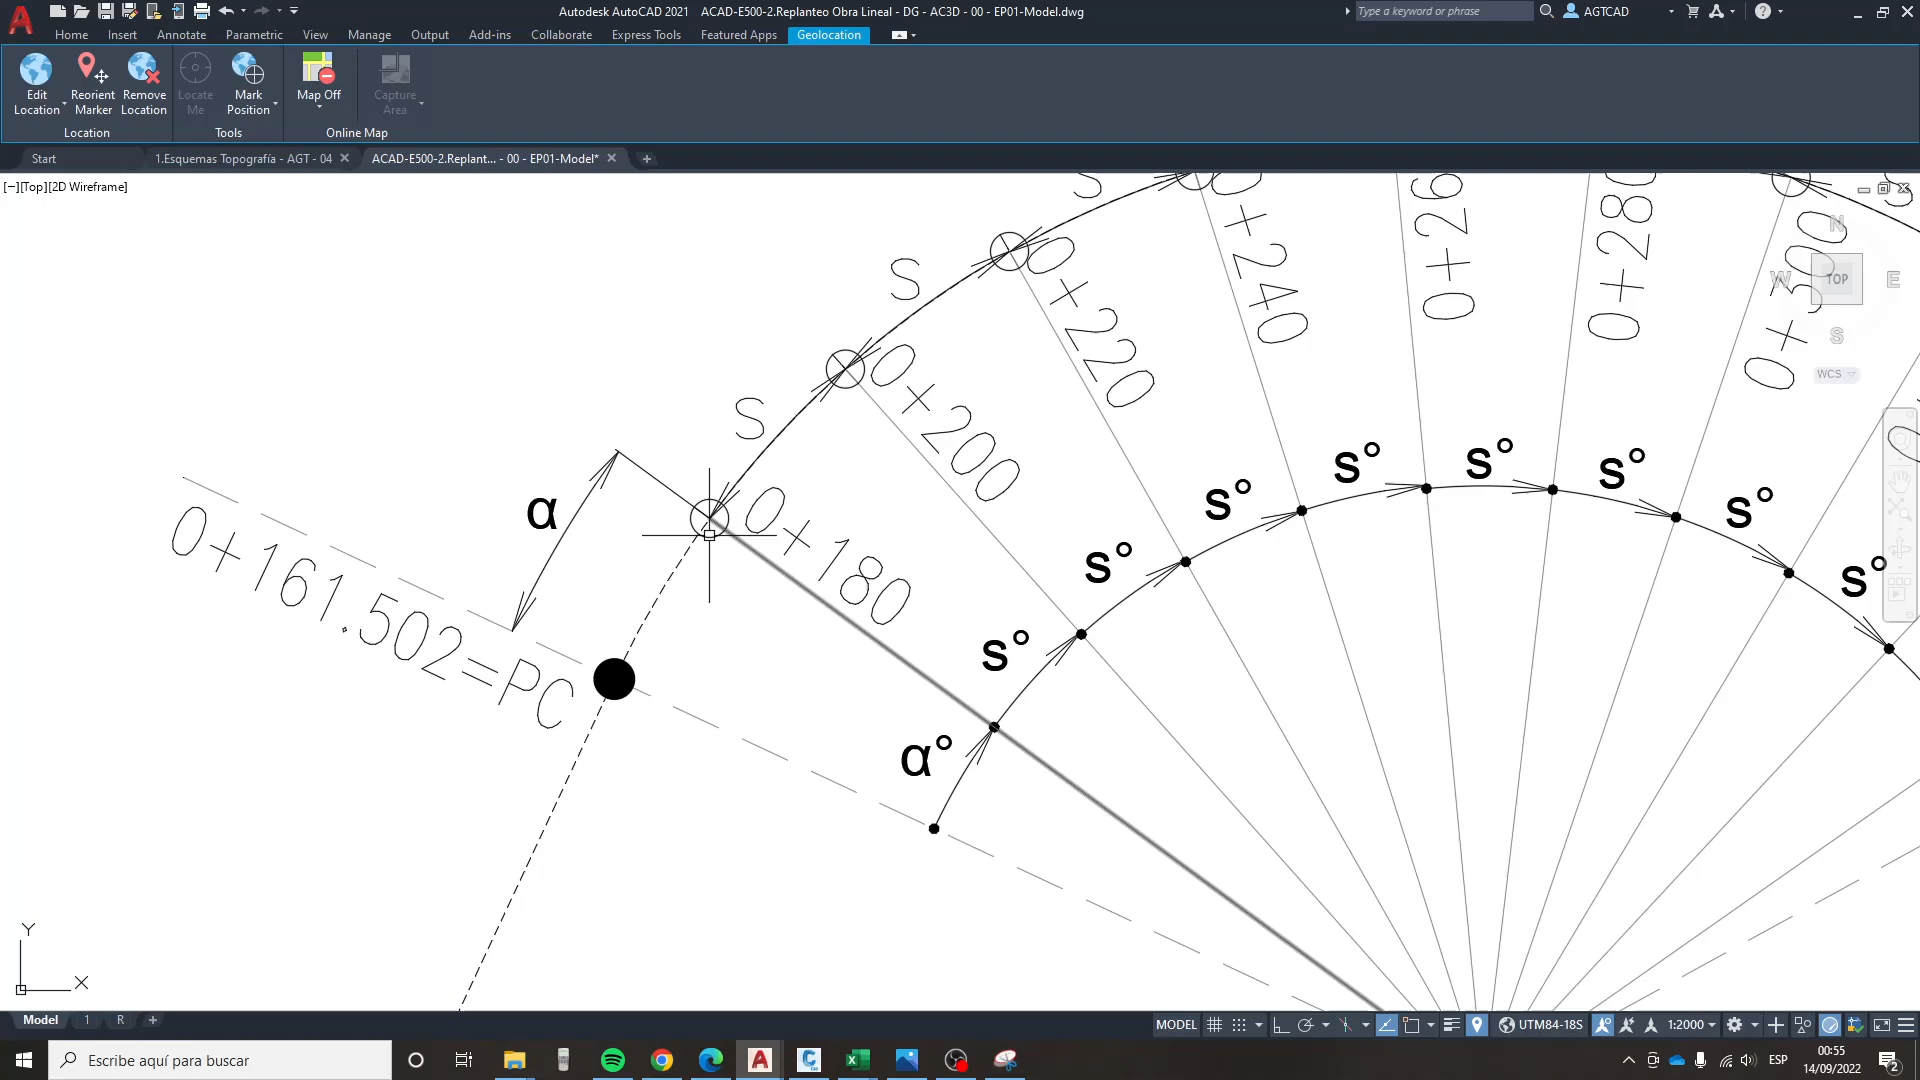 Autodesk AutoCAD 2021 ACAD-E500-2.Replanteo Obra Lineal - DG - AC3D - 00 - EP01-Model.dwg
Type a keyword or phrase
AGTCAD
Home Insert Annotate Parametric View Manage Output Add-ins Collaborate Express Tools Featured Apps Geolocation
Edit Location
Reorient Marker
Remove Location
Locate Me
Mark Position
Map Off
Capture Area
Location Tools Online Map
Start 1.Esquemas Topografía - AGT - 04 ACAD-E500-2.Replant... - 00 - EP01-Model*
[−][Top][2D Wireframe]
N
W TOP E
S
WCS
S
S
S
0+161.502=PC
0+180
0+200
0+220
0+240
0+26
0+280
0+300
α
α°
s°
s°
s°
s°
s°
s°
s°
s°
Y
X
Model 1 R +
MODEL UTM84-18S 1:2000
Escribe aquí para buscar
ESP
00:55
14/09/2022
2